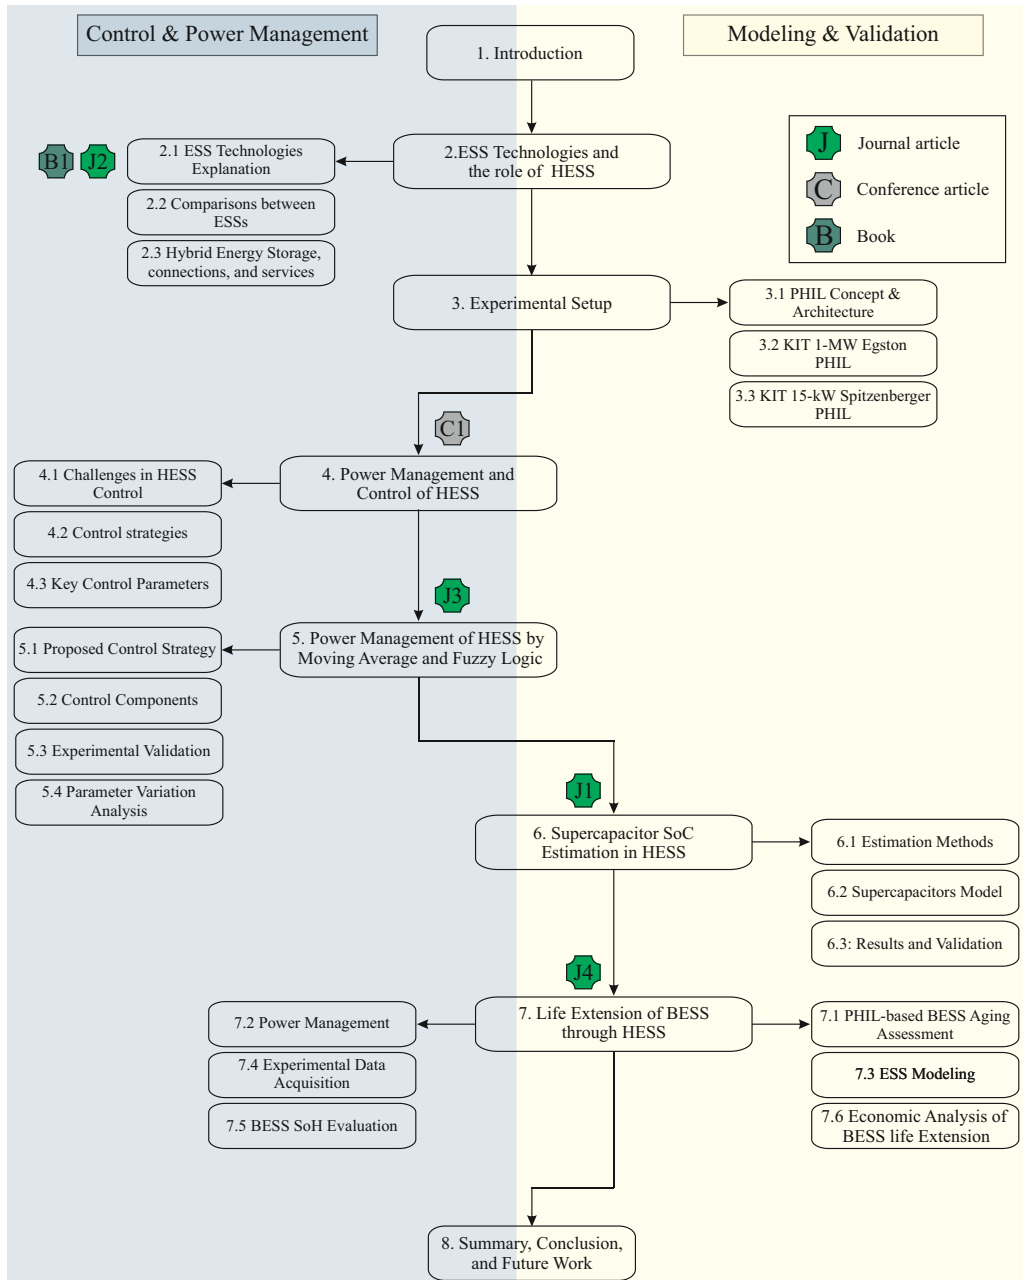 Control & Power Management
Modeling & Validation
1. Introduction
J
Journal article
C
Conference article
B
Book
B1
J2
2.1 ESS Technologies
Explanation
2.ESS Technologies and
the role of HESS
2.2 Comparisons between
ESSs
2.3 Hybrid Energy Storage,
connections, and services
3. Experimental Setup
3.1 PHIL Concept &
Architecture
3.2 KIT 1-MW Egston
PHIL
3.3 KIT 15-kW Spitzenberger
PHIL
C1
4. Power Management and
Control of HESS
4.1 Challenges in HESS
Control
4.2 Control strategies
4.3 Key Control Parameters
J3
5. Power Management of HESS by
Moving Average and Fuzzy Logic
5.1 Proposed Control Strategy
5.2 Control Components
5.3 Experimental Validation
5.4 Parameter Variation
Analysis
J1
6. Supercapacitor SoC
Estimation in HESS
6.1 Estimation Methods
6.2 Supercapacitors Model
6.3: Results and Validation
J4
7. Life Extension of BESS
through HESS
7.2 Power Management
7.4 Experimental Data
Acquisition
7.5 BESS SoH Evaluation
7.1 PHIL-based BESS Aging
Assessment
7.3 ESS Modeling
7.6 Economic Analysis of
BESS life Extension
8. Summary, Conclusion,
and Future Work